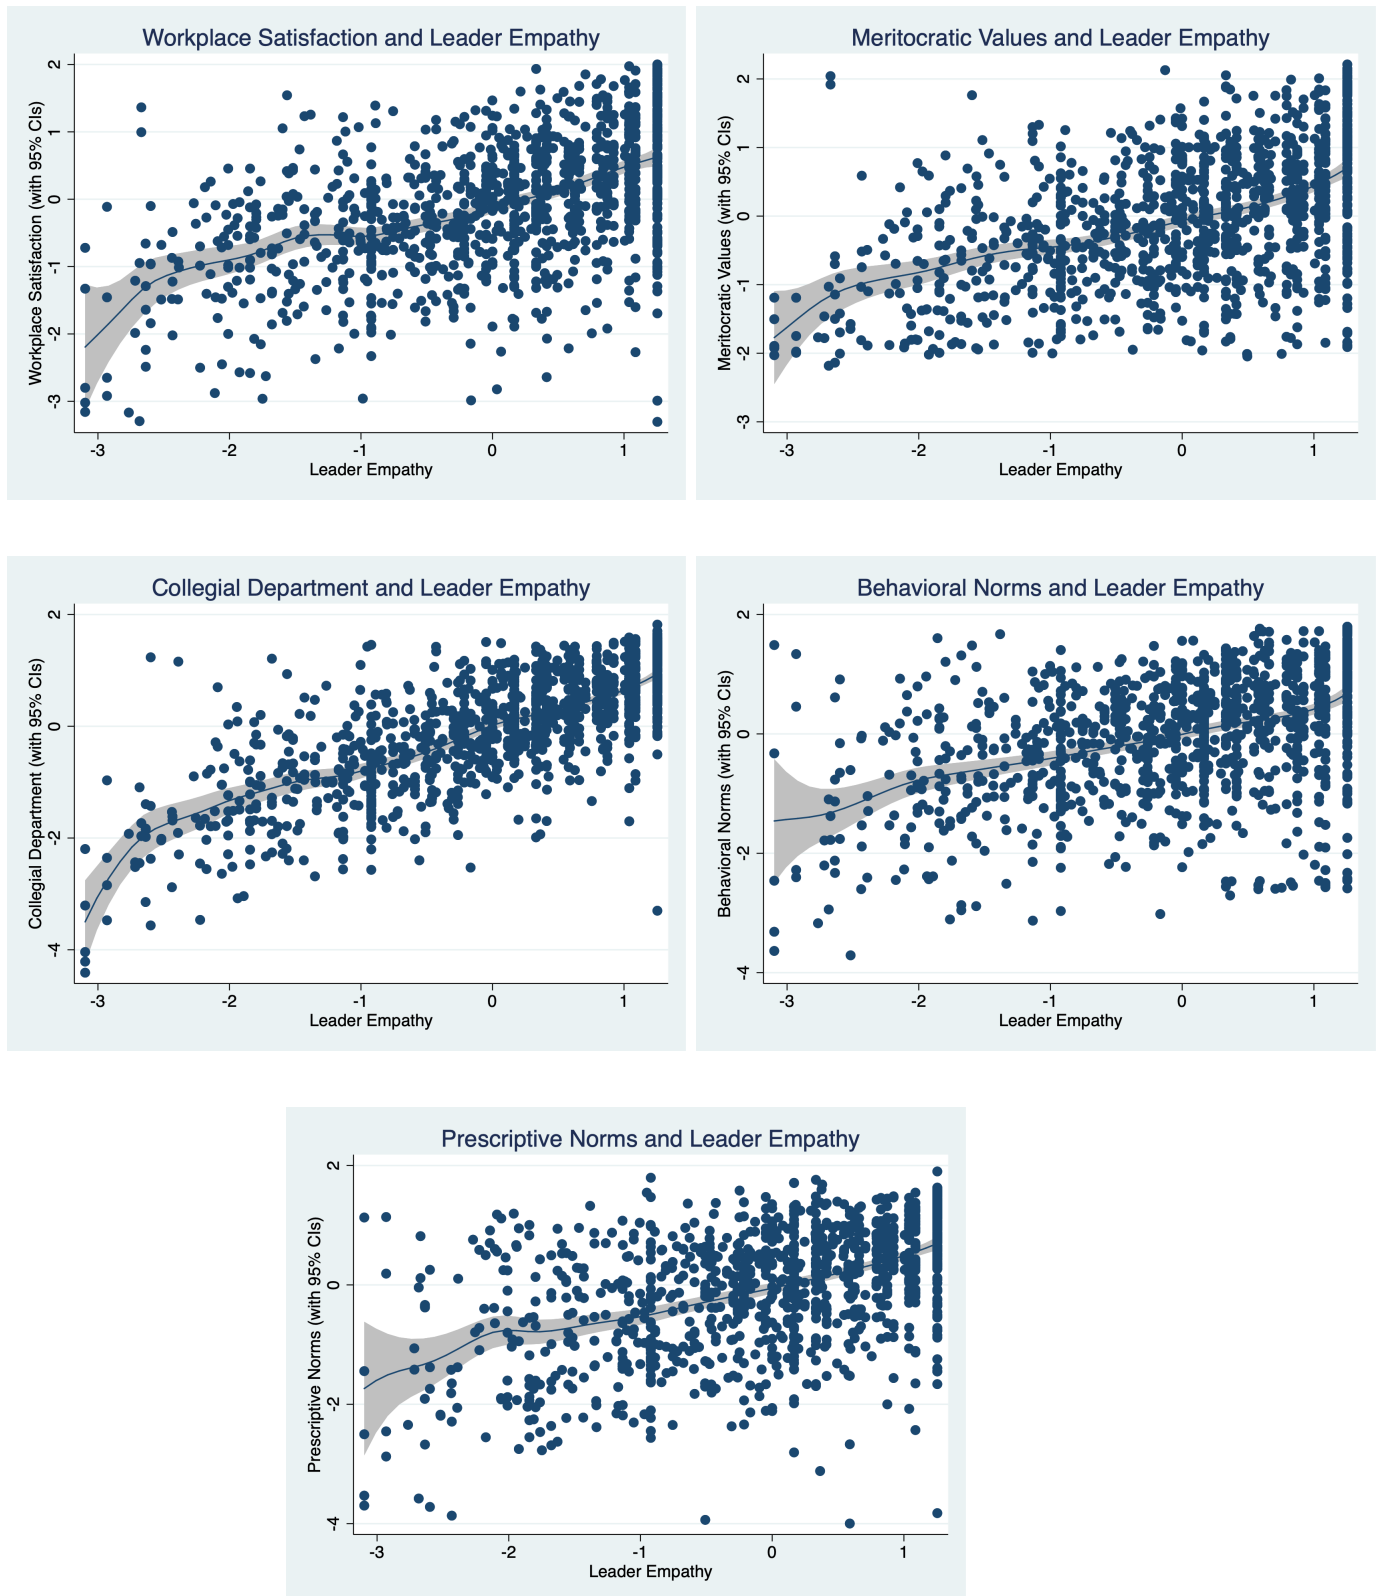 Workplace Satisfaction and Leader Empathy
Workplace Satisfaction (with 95% CIs)
2
1
0
-1
-2
-3
-3 -2 -1 0 1
Leader Empathy
Meritocratic Values and Leader Empathy
Meritocratic Values (with 95% CIs)
2
1
0
-1
-2
-3
-3 -2 -1 0 1
Leader Empathy
Collegial Department and Leader Empathy
Collegial Department (with 95% CIs)
2
0
-2
-4
-3 -2 -1 0 1
Leader Empathy
Behavioral Norms and Leader Empathy
Behavioral Norms (with 95% CIs)
2
0
-2
-4
-3 -2 -1 0 1
Leader Empathy
Prescriptive Norms and Leader Empathy
Prescriptive Norms (with 95% CIs)
2
0
-2
-4
-3 -2 -1 0 1
Leader Empathy